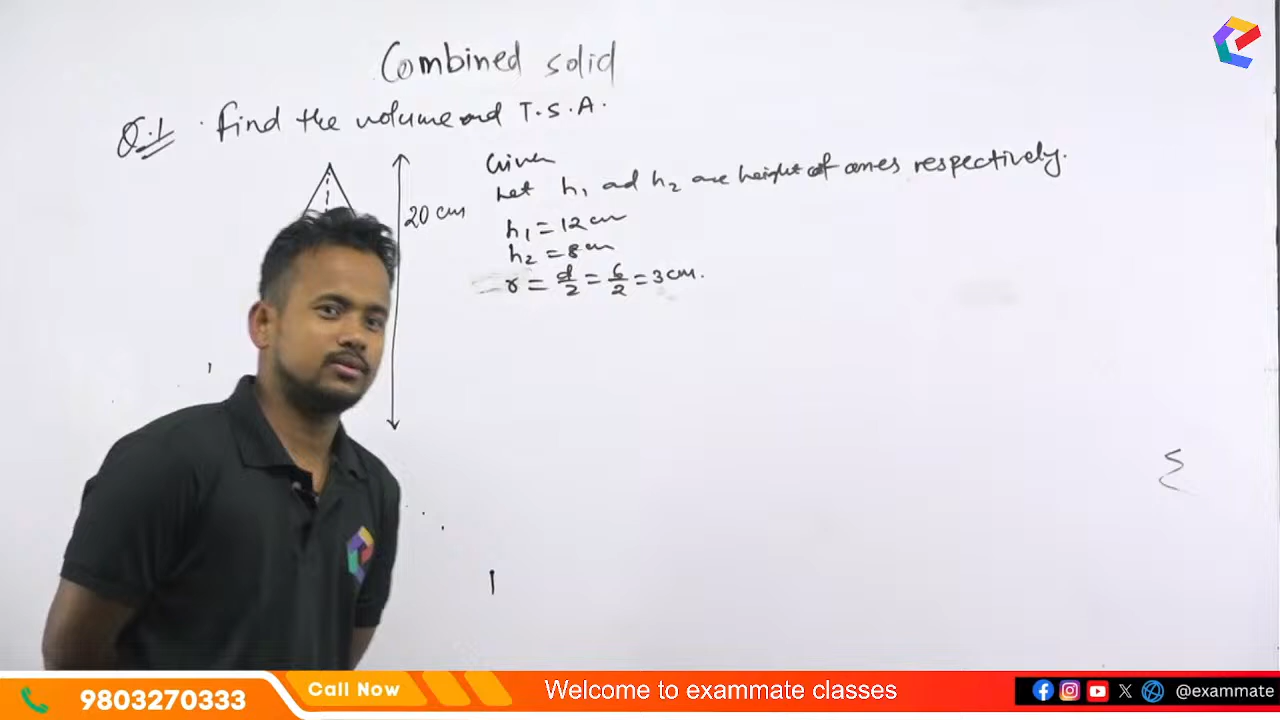 Combined solid
Q.1 . Find the volume and T.S.A.
20 cm
Given
Let h₁ and h₂ are height of cones respectively.
h₁ = 12 cm
h₂ = 8 cm
r = d/2 = 6/2 = 3 cm.
9803270333
Call Now
Welcome to exammate classes
@exammate